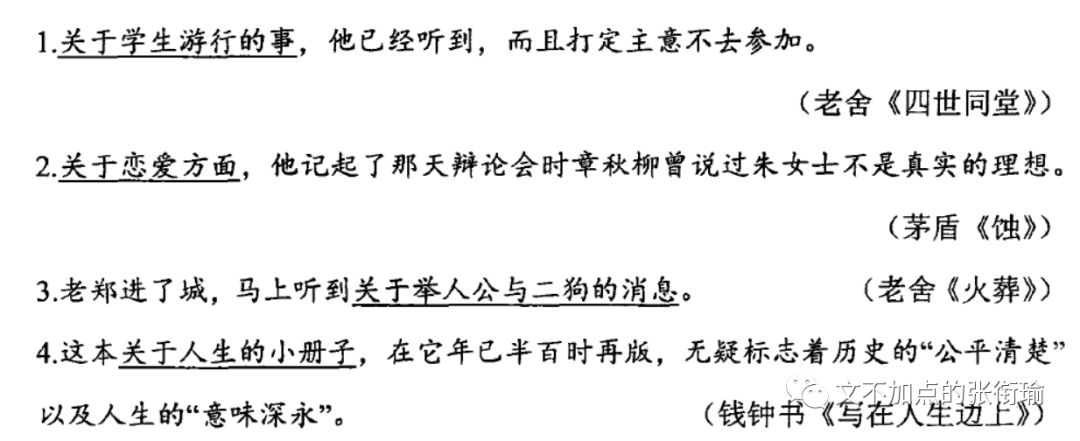 1.关于学生游行的事，他已经听到，而且打定主意不去参加。
（老舍《四世同堂》）
2.关于恋爱方面，他记起了那天辩论会时章秋柳曾说过朱女士不是真实的理想。
（茅盾《蚀》）
3.老郑进了城，马上听到关于举人公与二狗的消息。 （老舍《火葬》）
4.这本关于人生的小册子，在它年已半百时再版，无疑标志着历史的“公平清楚”
以及人生的“意味深永”。 （钱钟书《写在人生边上》）
文不加点的张衔瑜